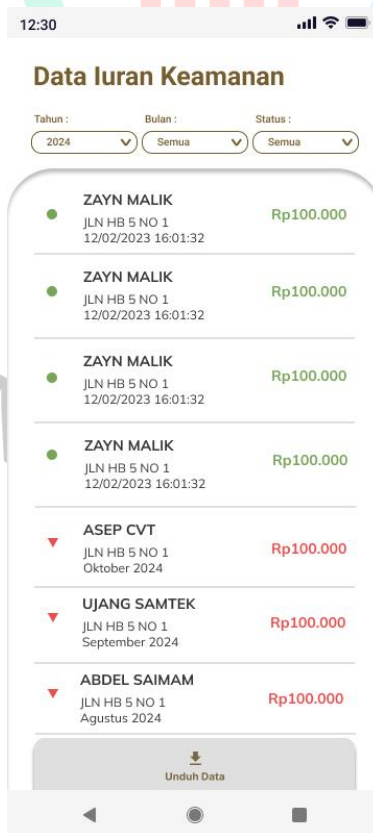 12:30
Data Iuran Keamanan
Tahun : Bulan : Status :
2024 Semua Semua
ZAYN MALIK
JLN HB 5 NO 1
12/02/2023 16:01:32
Rp100.000
ZAYN MALIK
JLN HB 5 NO 1
12/02/2023 16:01:32
Rp100.000
ZAYN MALIK
JLN HB 5 NO 1
12/02/2023 16:01:32
Rp100.000
ZAYN MALIK
JLN HB 5 NO 1
12/02/2023 16:01:32
Rp100.000
ASEP CVT
JLN HB 5 NO 1
Oktober 2024
Rp100.000
UJANG SAMTEK
JLN HB 5 NO 1
September 2024
Rp100.000
ABDEL SAIMAM
JLN HB 5 NO 1
Agustus 2024
Rp100.000
Unduh Data